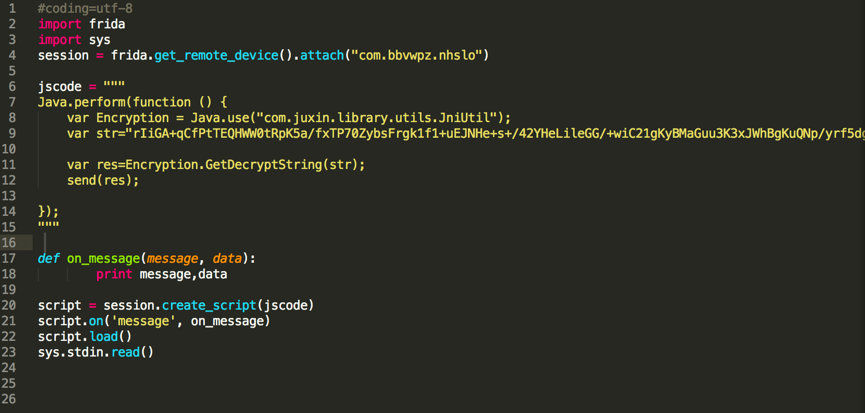 1 #coding=utf-8
2 import frida
3 import sys
4 session = frida.get_remote_device().attach("com.bbvwpz.nhslo")
5
6 jscode = """
7 Java.perform(function () {
8 var Encryption = Java.use("com.juxin.library.utils.JniUtil");
9 var str="rIiGA+qCfPtTEQHWW0tRpK5a/fxTP70ZybsFrgk1f1+uEJNHe+s+/42YHeLileGG/+wiC21gKyBMaGuu3K3xJWhBgKuQNp/yrf5dg
10
11 var res=Encryption.GetDecryptString(str);
12 send(res);
13
14 });
15 """
16
17 def on_message(message, data):
18 print message,data
19
20 script = session.create_script(jscode)
21 script.on('message', on_message)
22 script.load()
23 sys.stdin.read()
24
25
26